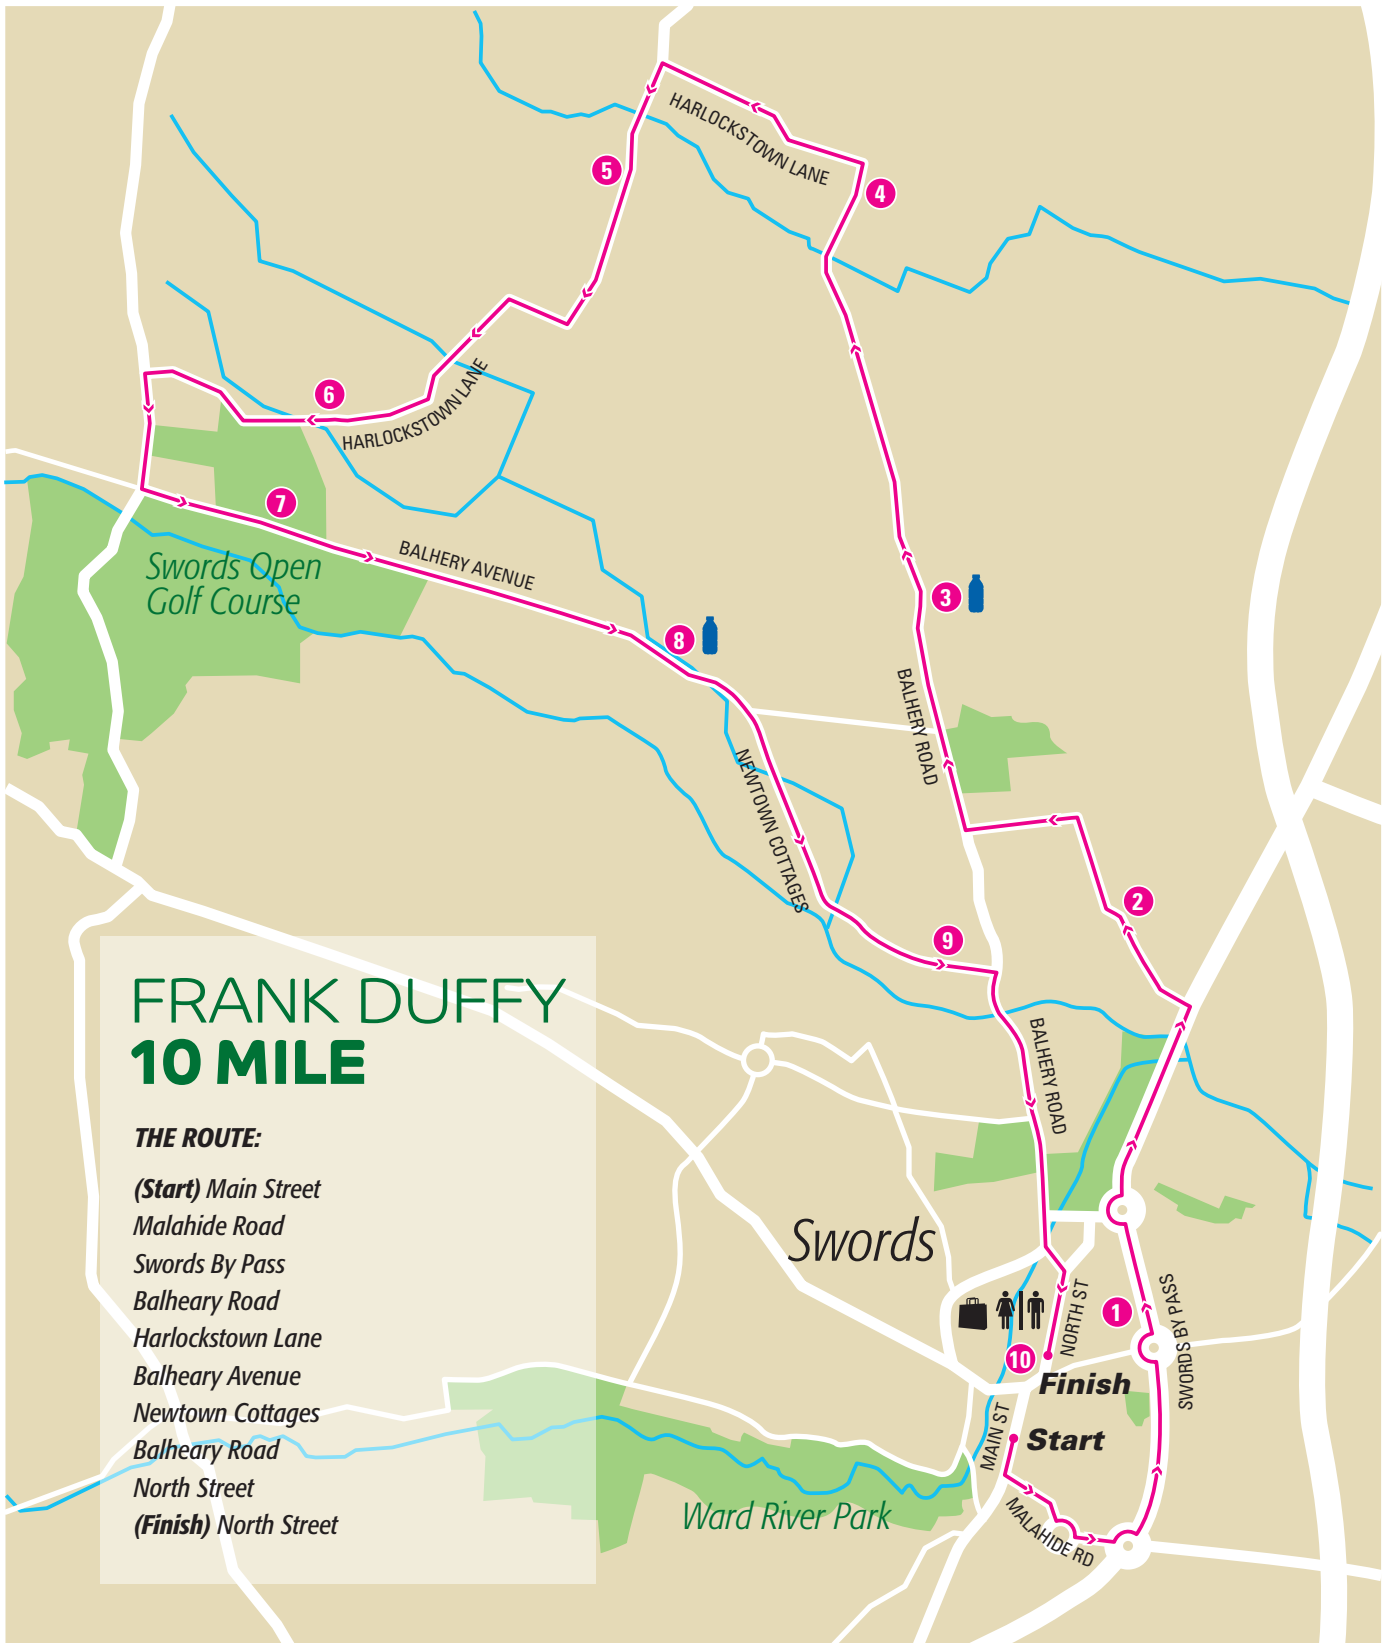 HARLOCKSTOWN LANE
4
5
6
HARLOCKSTOWN LANE
7
BALHERY AVENUE
Swords Open
Golf Course
3
8
BALHERY ROAD
NEWTOWN COTTAGES
2
9
FRANK DUFFY
10 MILE
THE ROUTE:
(Start) Main Street
Malahide Road
Swords By Pass
Balheary Road
Harlockstown Lane
Balheary Avenue
Newtown Cottages
Balheary Road
North Street
(Finish) North Street
BALHERY ROAD
Swords
NORTH ST
1
SWORDS BY PASS
10
Finish
MAIN ST
Start
Ward River Park
MALAHIDE RD